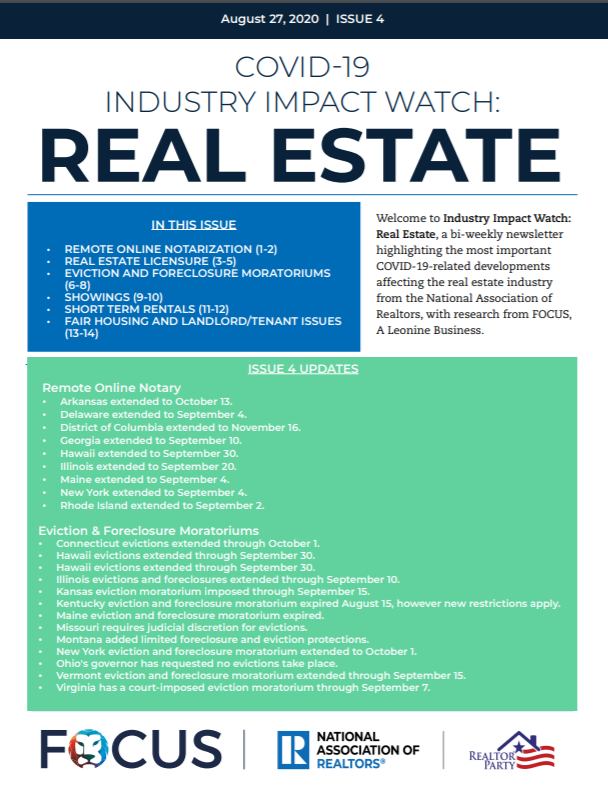 August 27, 2020 | ISSUE 4
COVID-19
INDUSTRY IMPACT WATCH:
REAL ESTATE
IN THIS ISSUE
• REMOTE ONLINE NOTARIZATION (1-2)
• REAL ESTATE LICENSURE (3-5)
• EVICTION AND FORECLOSURE MORATORIUMS
(6-8)
• SHOWINGS (9-10)
• SHORT TERM RENTALS (11-12)
• FAIR HOUSING AND LANDLORD/TENANT ISSUES
(13-14)
Welcome to Industry Impact Watch:
Real Estate, a bi-weekly newsletter
highlighting the most important
COVID-19-related developments
affecting the real estate industry
from the National Association of
Realtors, with research from FOCUS,
A Leonine Business.
ISSUE 4 UPDATES
Remote Online Notary
• Arkansas extended to October 13.
• Delaware extended to September 4.
• District of Columbia extended to November 16.
• Georgia extended to September 10.
• Hawaii extended to September 30.
• Illinois extended to September 20.
• Maine extended to September 4.
• New York extended to September 4.
• Rhode Island extended to September 2.
Eviction & Foreclosure Moratoriums
• Connecticut evictions extended through October 1.
• Hawaii evictions extended through September 30.
• Hawaii evictions extended through September 30.
• Illinois evictions and foreclosures extended through September 10.
• Kansas eviction moratorium imposed through September 15.
• Kentucky eviction and foreclosure moratorium expired August 15, however new restrictions apply.
• Maine eviction and foreclosure moratorium expired.
• Missouri requires judicial discretion for evictions.
• Montana added limited foreclosure and eviction protections.
• New York eviction and foreclosure moratorium extended to October 1.
• Ohio's governor has requested no evictions take place.
• Vermont eviction and foreclosure moratorium extended through September 15.
• Virginia has a court-imposed eviction moratorium through September 7.
FOCUS
R
NATIONAL
ASSOCIATION OF
REALTORS®
REALTOR
PARTY